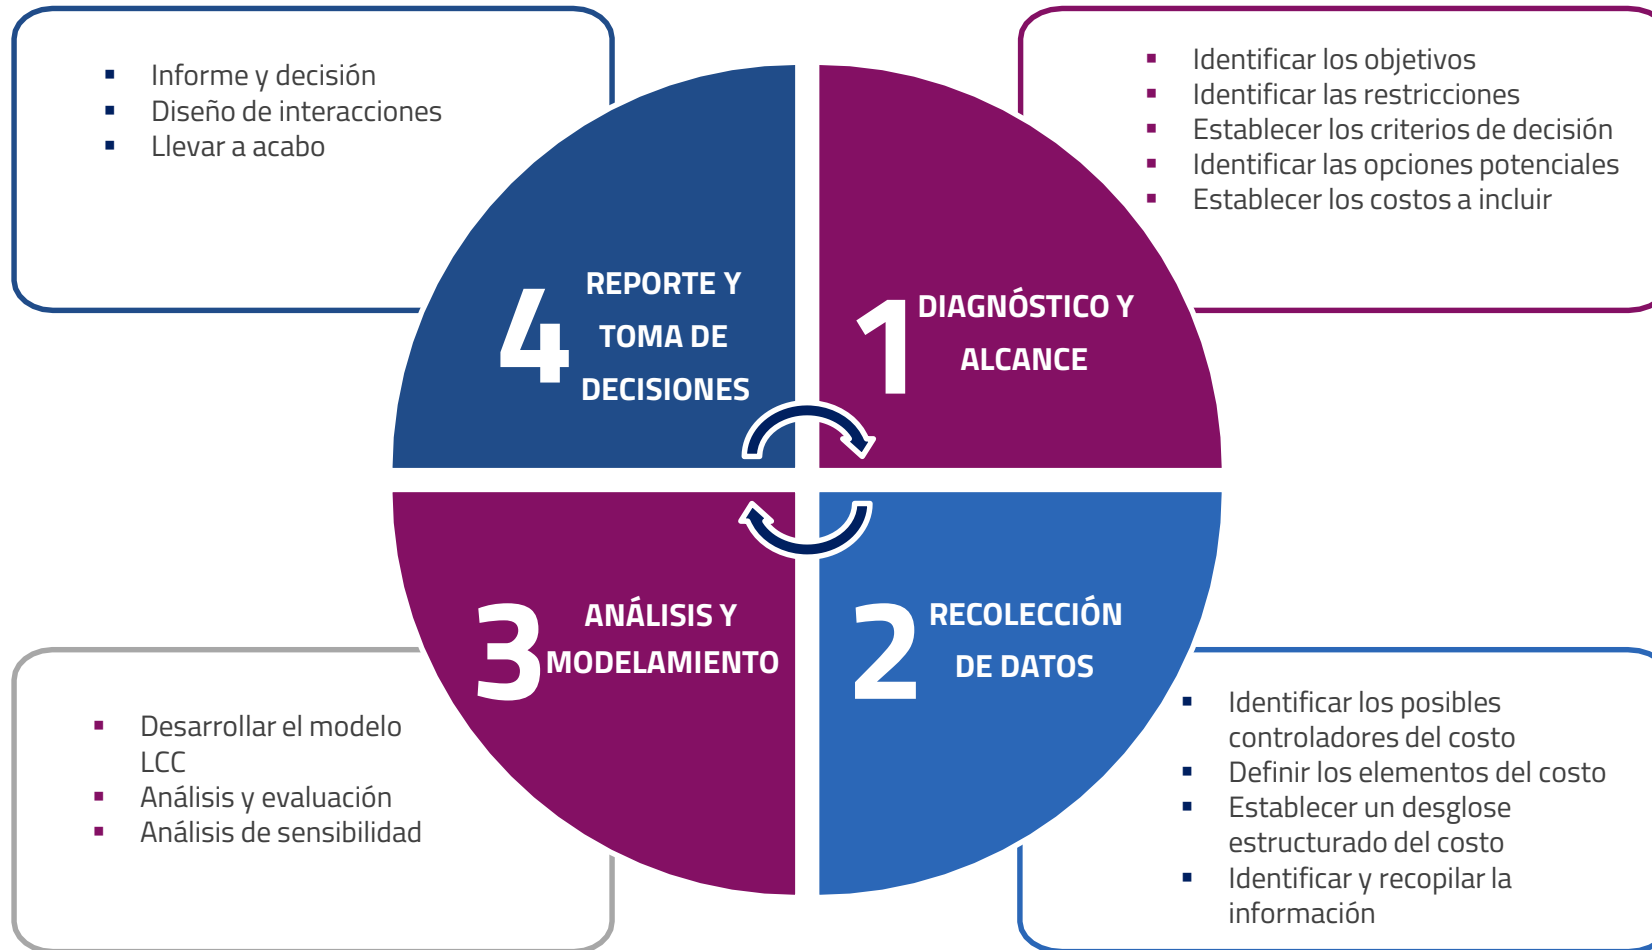 Informe y decisión
Diseño de interacciones
Llevar a acabo
Identificar los objetivos
Identificar las restricciones
Establecer los criterios de decisión
Identificar las opciones potenciales
Establecer los costos a incluir
4
REPORTE Y
TOMA DE
DECISIONES
1
DIAGNÓSTICO Y
ALCANCE
3
ANÁLISIS Y
MODELAMIENTO
2
RECOLECCIÓN
DE DATOS
Desarrollar el modelo
LCC
Análisis y evaluación
Análisis de sensibilidad
Identificar los posibles
controladores del costo
Definir los elementos del costo
Establecer un desglose
estructurado del costo
Identificar y recopilar la
información